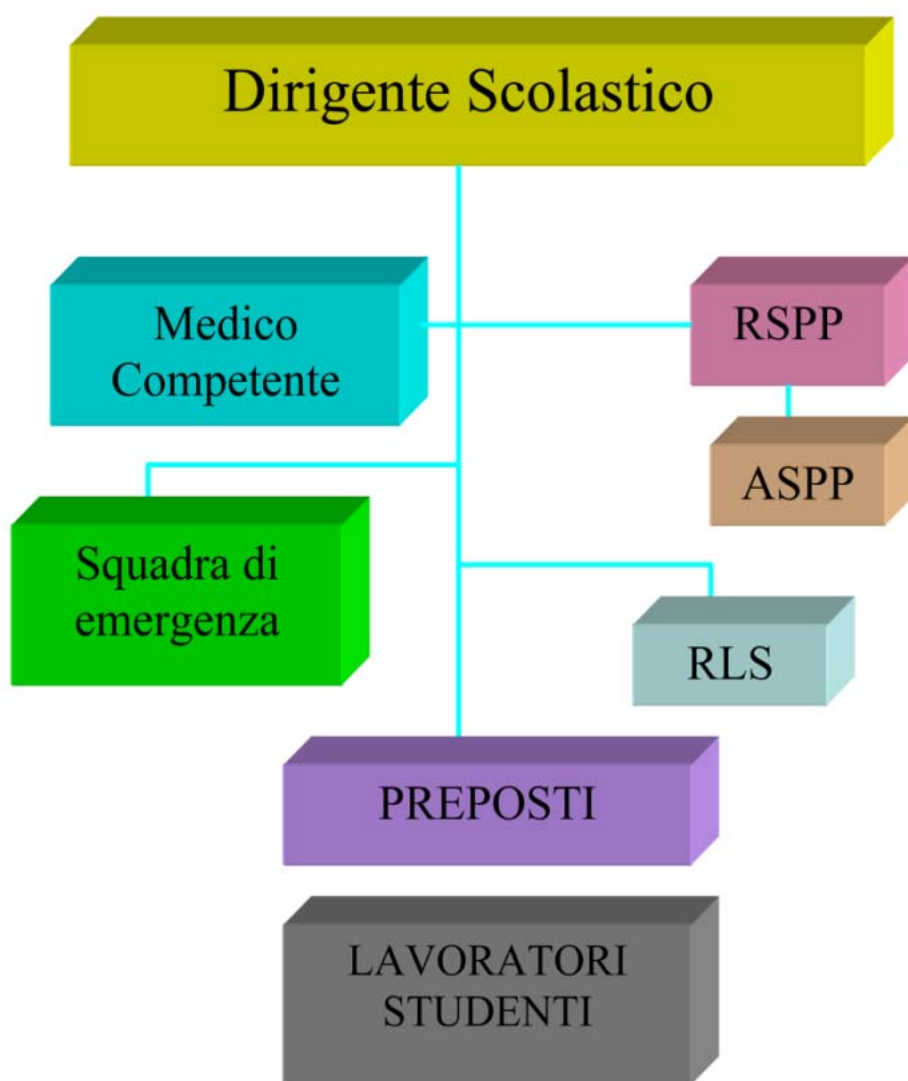 Dirigente Scolastico
Medico
Competente
RSPP
ASPP
Squadra di
emergenza
RLS
PREPOSTI
LAVORATORI
STUDENTI